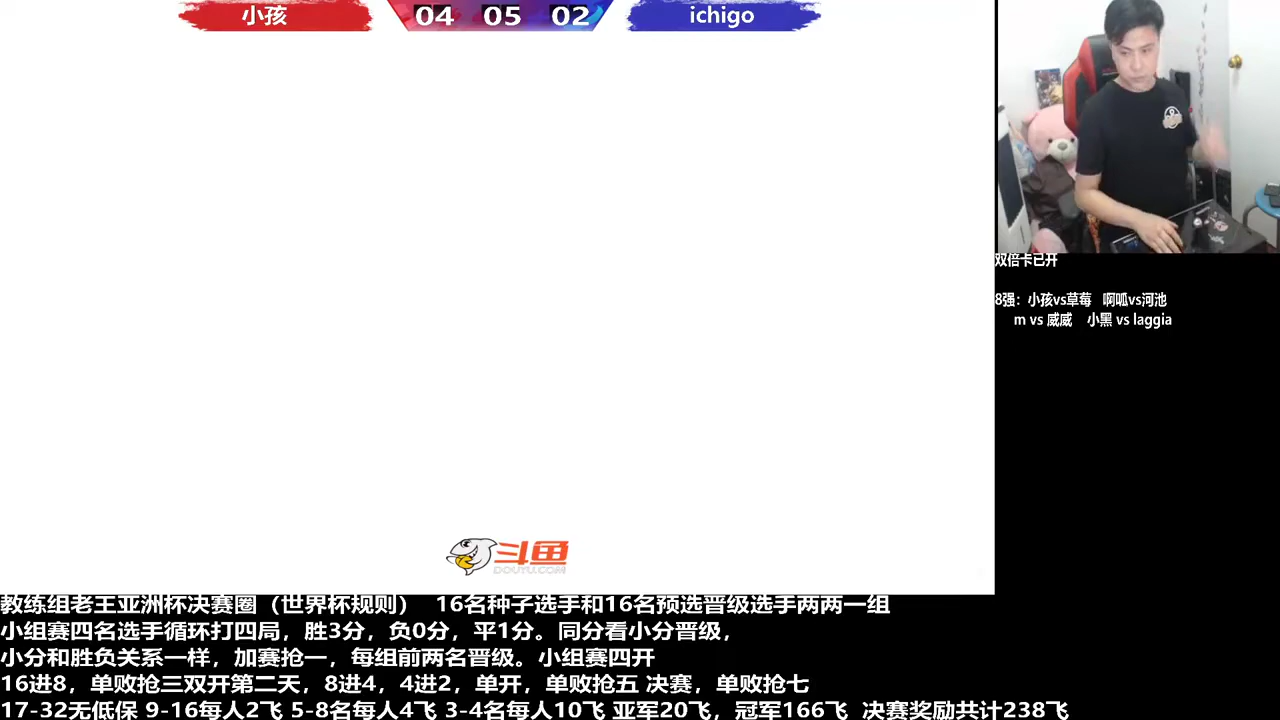 小孩 04 05 02 ichigo
双倍卡已开
8强：小孩vs草莓 啊呱vs河池
m vs 威威 小黑 vs laggia
斗鱼
DOUYU.COM
教练组老王亚洲杯决赛圈（世界杯规则） 16名种子选手和16名预选晋级选手两两一组
小组赛四名选手循环打四局，胜3分，负0分，平1分。同分看小分晋级，
小分和胜负关系一样，加赛抢一，每组前两名晋级。小组赛四开
16进8，单败抢三双开第二天，8进4，4进2，单开，单败抢五 决赛，单败抢七
17-32无低保 9-16每人2飞 5-8名每人4飞 3-4名每人10飞 亚军20飞，冠军166飞 决赛奖励共计238飞